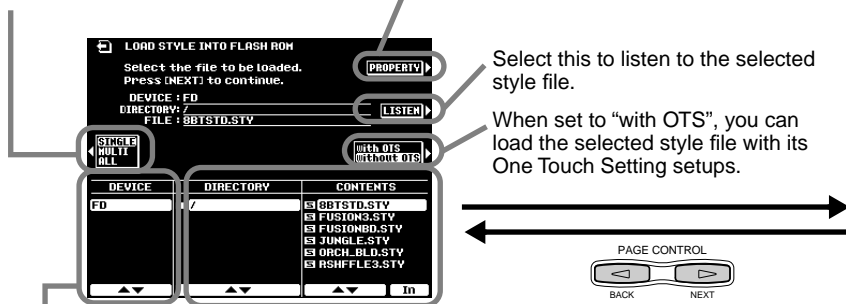 LOAD STYLE INTO FLASH ROM
Select the file to be loaded.
Press [NEXT] to continue.
PROPERTY
DEVICE : FD
DIRECTORY: /
FILE : 8BTSTD.STY
LISTEN
SINGLE
MULTI
ALL
with OTS
without OTS
DEVICE DIRECTORY CONTENTS
FD / S 8BTSTD.STY
S FUSION3.STY
S FUSIONBD.STY
S JUNGLE.STY
S ORCH_BLD.STY
S RSHFFLE3.STY
In
Select this to listen to the selected
style file.
When set to “with OTS”, you can
load the selected style file with its
One Touch Setting setups.
PAGE CONTROL
BACK NEXT